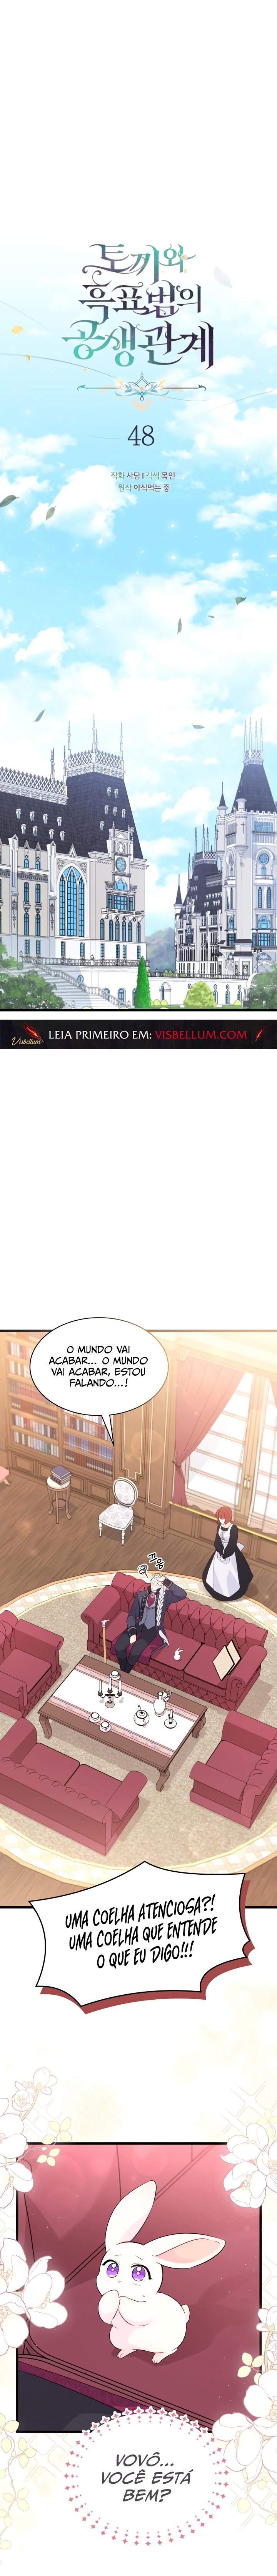 토끼와
흑표범의
공생관계
48
작화 사담 | 각색 묵민
원작 야식먹는 중
Visbellum
LEIA PRIMEIRO EM: VISBELLUM.COM
O MUNDO VAI
ACABAR... O MUNDO
VAI ACABAR, ESTOU
FALANDO...!
UMA COELHA ATENCIOSA?!
UMA COELHA QUE ENTENDE
O QUE EU DIGO!!!
VOVÔ...
VOCÊ ESTÁ
BEM?